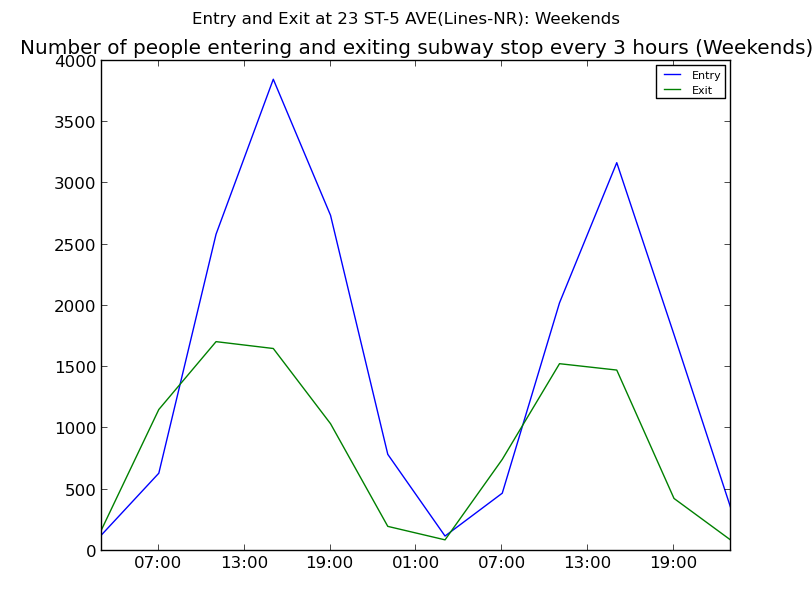 Entry and Exit at 23 ST-5 AVE(Lines-NR): Weekends
Number of people entering and exiting subway stop every 3 hours (Weekends)
4000
3500
3000
2500
2000
1500
1000
500
0
Entry
Exit
07:00 13:00 19:00 01:00 07:00 13:00 19:00